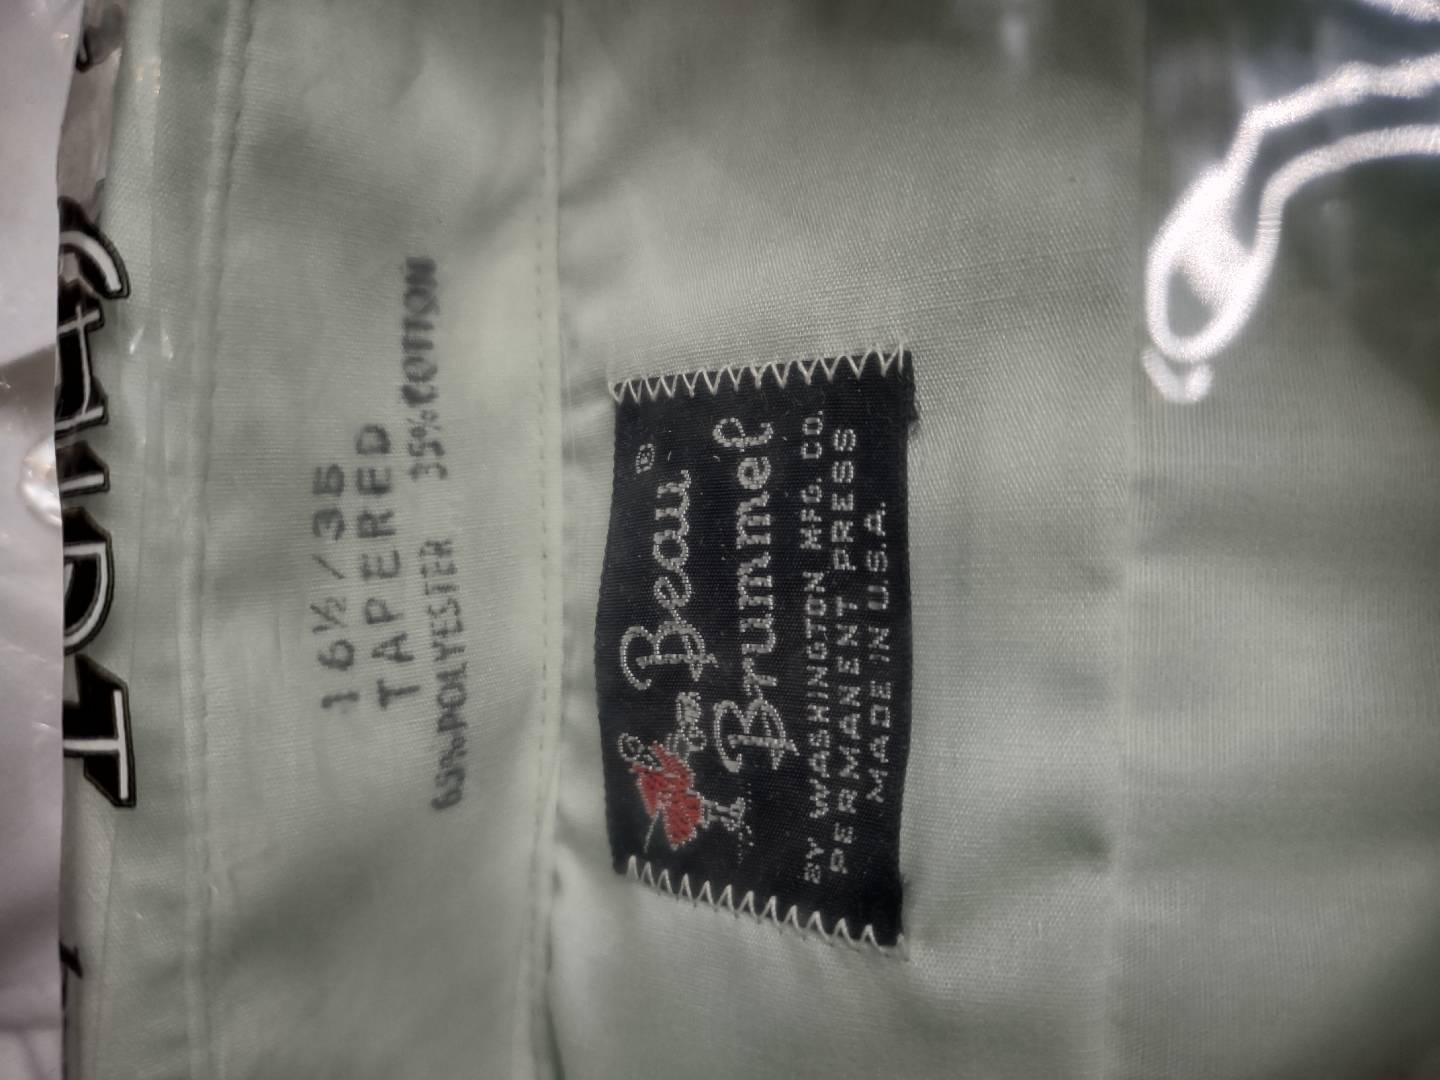 16½/35
TAPERED
65% POLYESTER 35% COTTON
Beau ®
Brummel
BY WASHINGTON MFG. CO.
PERMANENT PRESS
MADE IN U.S.A.